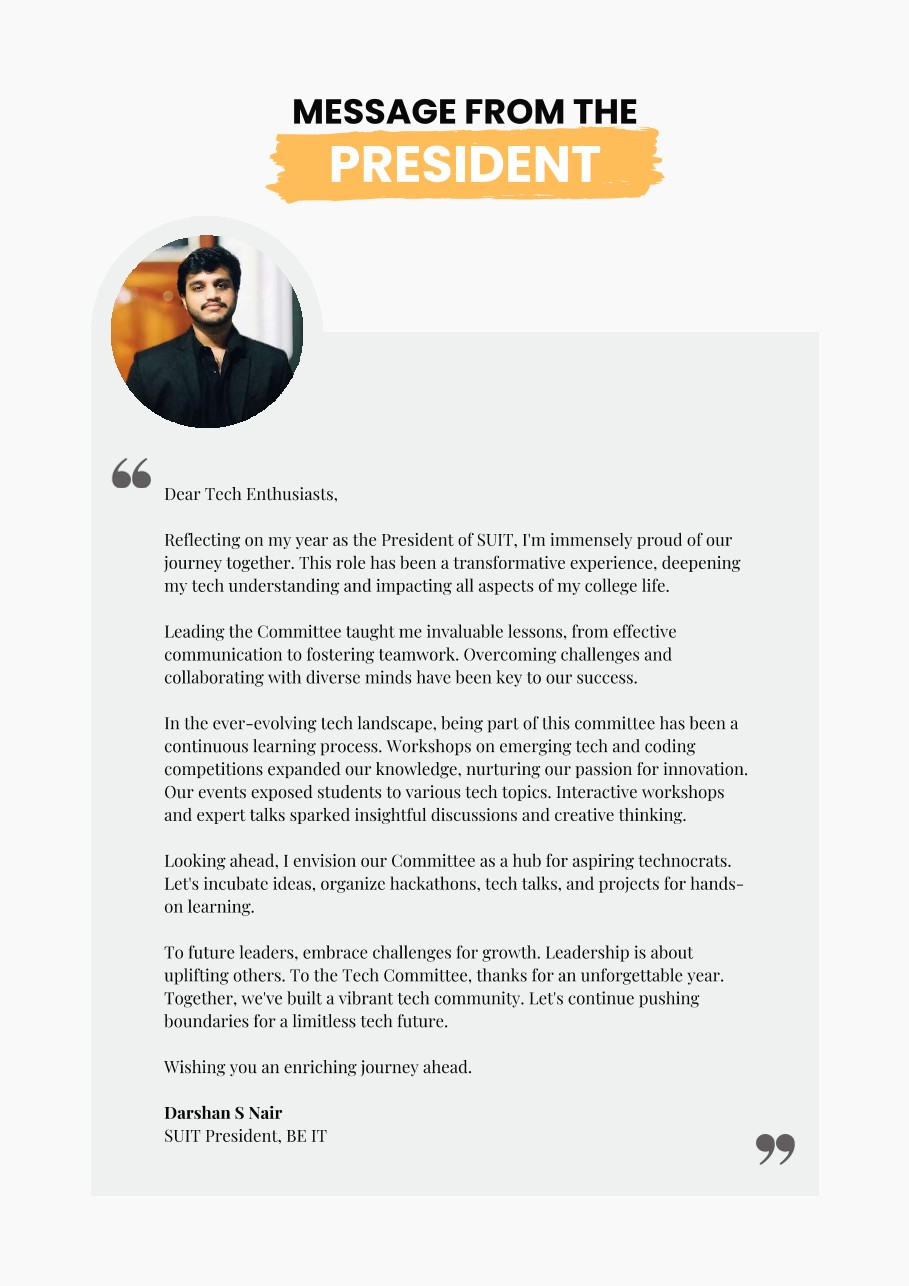 MESSAGE FROM THE
PRESIDENT
“
Dear Tech Enthusiasts,
Reflecting on my year as the President of SUIT, I'm immensely proud of our
journey together. This role has been a transformative experience, deepening
my tech understanding and impacting all aspects of my college life.
Leading the Committee taught me invaluable lessons, from effective
communication to fostering teamwork. Overcoming challenges and
collaborating with diverse minds have been key to our success.
In the ever-evolving tech landscape, being part of this committee has been a
continuous learning process. Workshops on emerging tech and coding
competitions expanded our knowledge, nurturing our passion for innovation.
Our events exposed students to various tech topics. Interactive workshops
and expert talks sparked insightful discussions and creative thinking.
Looking ahead, I envision our Committee as a hub for aspiring technocrats.
Let's incubate ideas, organize hackathons, tech talks, and projects for hands-
on learning.
To future leaders, embrace challenges for growth. Leadership is about
uplifting others. To the Tech Committee, thanks for an unforgettable year.
Together, we've built a vibrant tech community. Let's continue pushing
boundaries for a limitless tech future.
Wishing you an enriching journey ahead.
Darshan S Nair
SUIT President, BE IT
”